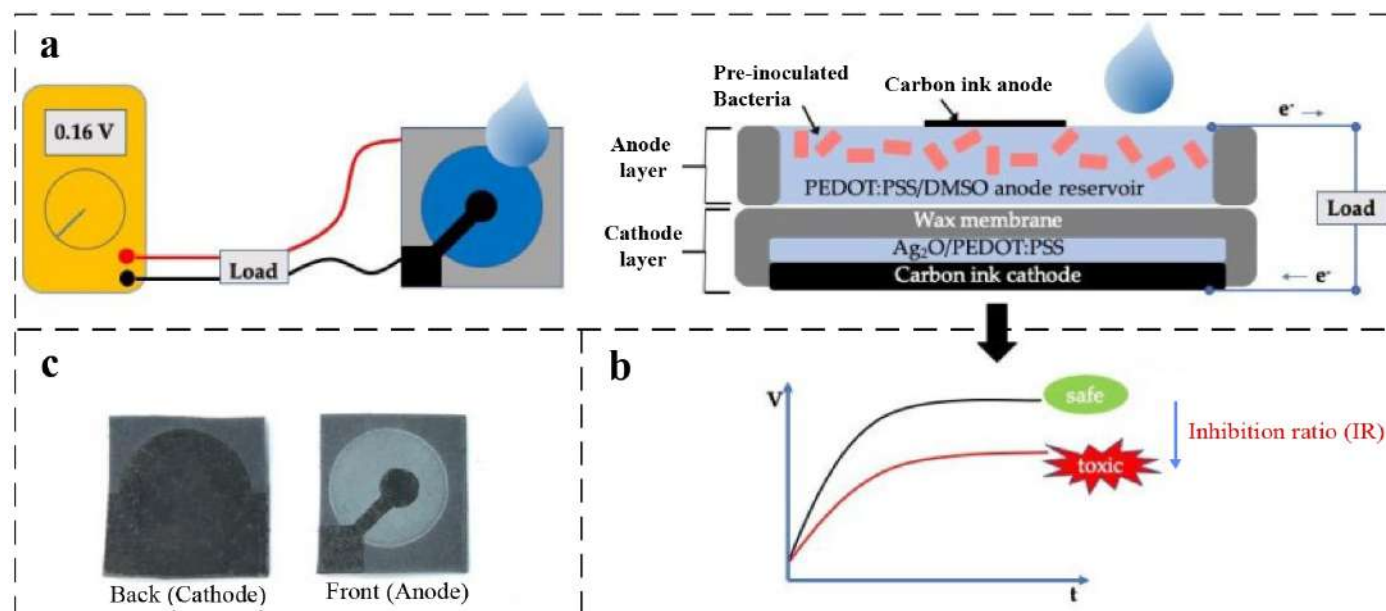 a
0.16 V
Load
Pre-inoculated
Bacteria
Carbon ink anode
e-
Anode
layer
PEDOT:PSS/DMSO anode reservoir
Load
Wax membrane
Cathode
layer
Ag₂O/PEDOT:PSS
Carbon ink cathode
e-
c
Back (Cathode)
Front (Anode)
b
V
safe
Inhibition ratio (IR)
toxic
t